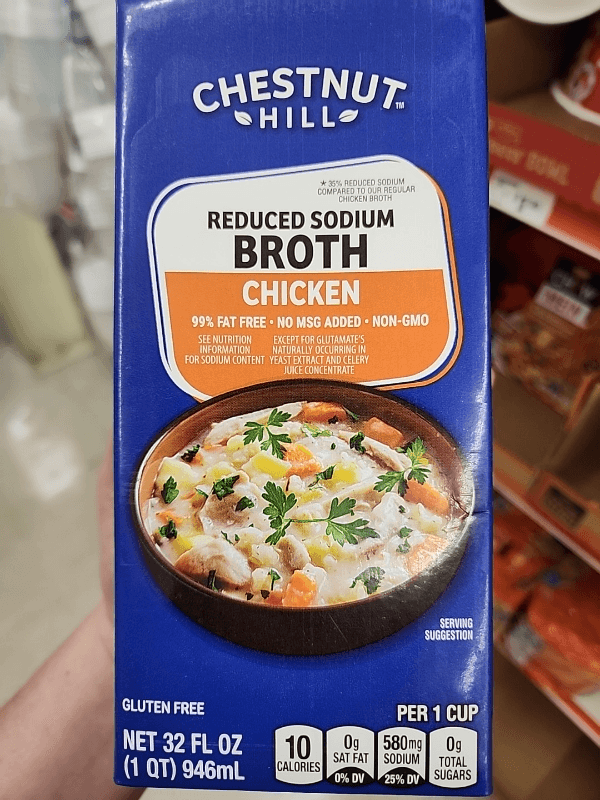 CHESTNUT™
HILL
* 35% REDUCED SODIUM
COMPARED TO OUR REGULAR
CHICKEN BROTH
REDUCED SODIUM
BROTH
CHICKEN
99% FAT FREE • NO MSG ADDED • NON-GMO
SEE NUTRITION
INFORMATION
FOR SODIUM CONTENT
EXCEPT FOR GLUTAMATE'S
NATURALLY OCCURRING IN
YEAST EXTRACT AND CELERY
JUICE CONCENTRATE
SERVING
SUGGESTION
GLUTEN FREE
NET 32 FL OZ
(1 QT) 946mL
PER 1 CUP
10
CALORIES
0g
SAT FAT
0% DV
580mg
SODIUM
25% DV
0g
TOTAL
SUGARS